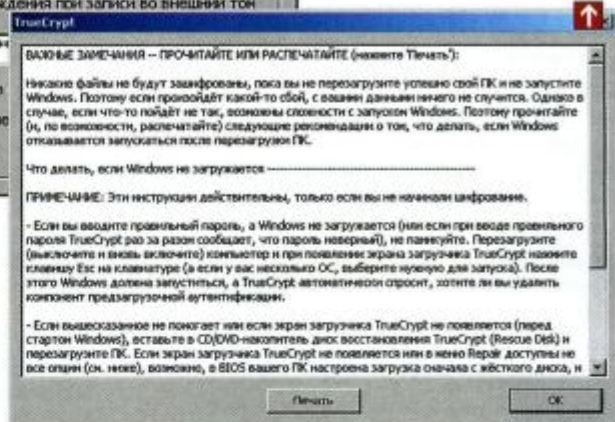 ждения при записи во внешний том
TrueCrypt
ВАЖНЫЕ ЗАМЕЧАНИЯ -- ПРОЧИТАЙТЕ ИЛИ РАСПЕЧАТАЙТЕ (нажмите 'Печать'):
Никакие файлы не будут зашифрованы, пока вы не перезагрузите успешно свой ПК и не запустите
Windows. Поэтому если произойдёт какой-то сбой, с вашими данными ничего не случится. Однако в
случае, если что-то пойдёт не так, возможны сложности с запуском Windows. Поэтому прочитайте
(и, по возможности, распечатайте) следующие рекомендации о том, что делать, если Windows
отказывается запускаться после перезагрузки ПК.
Что делать, если Windows не загружается ------------------------------------------------
ПРИМЕЧАНИЕ: Эти инструкции действительны, только если вы не начинали шифрование.
- Если вы вводите правильный пароль, а Windows не загружается (или если при вводе правильного
пароля TrueCrypt раз за разом сообщает, что пароль неверный), не паникуйте. Перезагрузите
(выключите и вновь включите) компьютер и при появлении экрана загрузчика TrueCrypt нажмите
клавишу Esc на клавиатуре (а если у вас несколько ОС, выберите нужную для запуска). После
этого Windows должна запуститься, а TrueCrypt автоматически спросит, хотите ли вы удалить
компонент предзагрузочной аутентификации.
- Если вышесказанное не помогает или если экран загрузчика TrueCrypt не появляется (перед
стартом Windows), вставьте в CD/DVD-накопитель диск восстановления TrueCrypt (Rescue Disk) и
перезагрузите ПК. Если экран загрузчика TrueCrypt не появляется или в меню Repair доступны не
все опции (см. ниже), возможно, в BIOS вашего ПК настроена загрузка сначала с жёсткого диска, и
Печать
OK